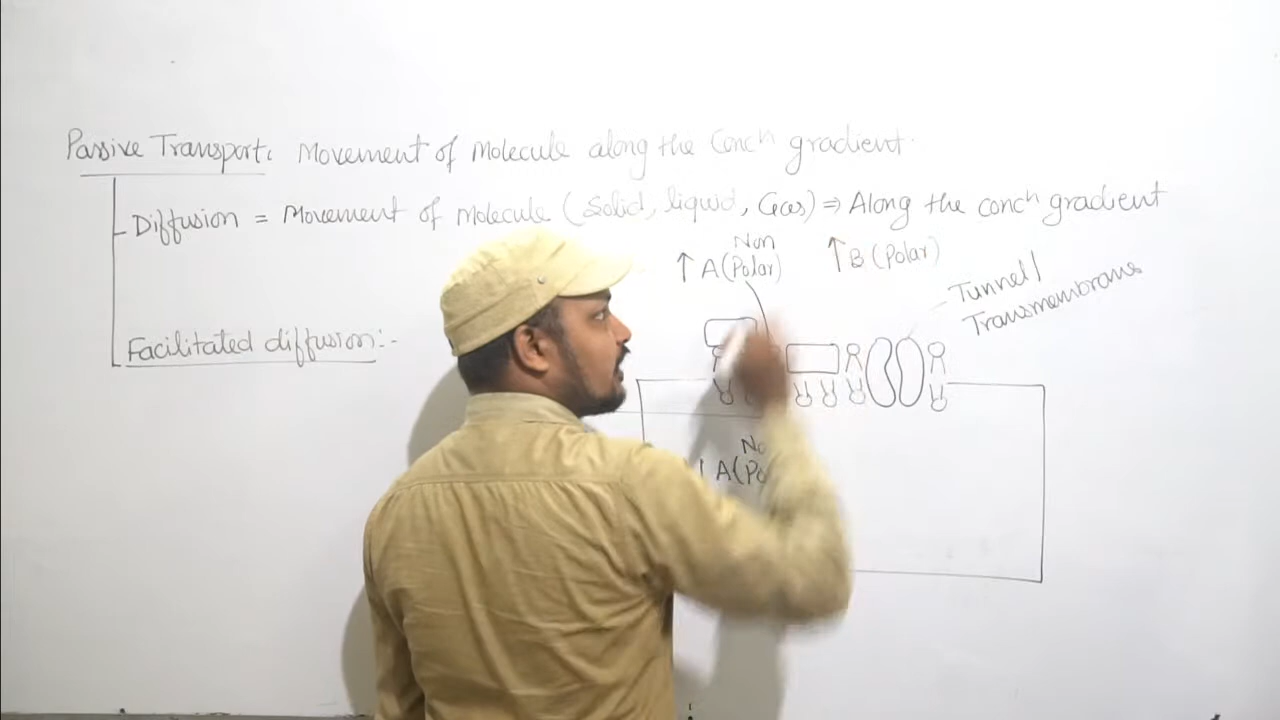 Passive Transport: Movement of Molecule along the Conc n gradient.
Diffusion = Movement of Molecule (Solid, liquid, Gas) ⇒ Along the conc n gradient
Non
↑ A (Polar)
↑ B (Polar)
Tunnel/
Transmembrane
Facilitated diffusion:-
No
A(Po